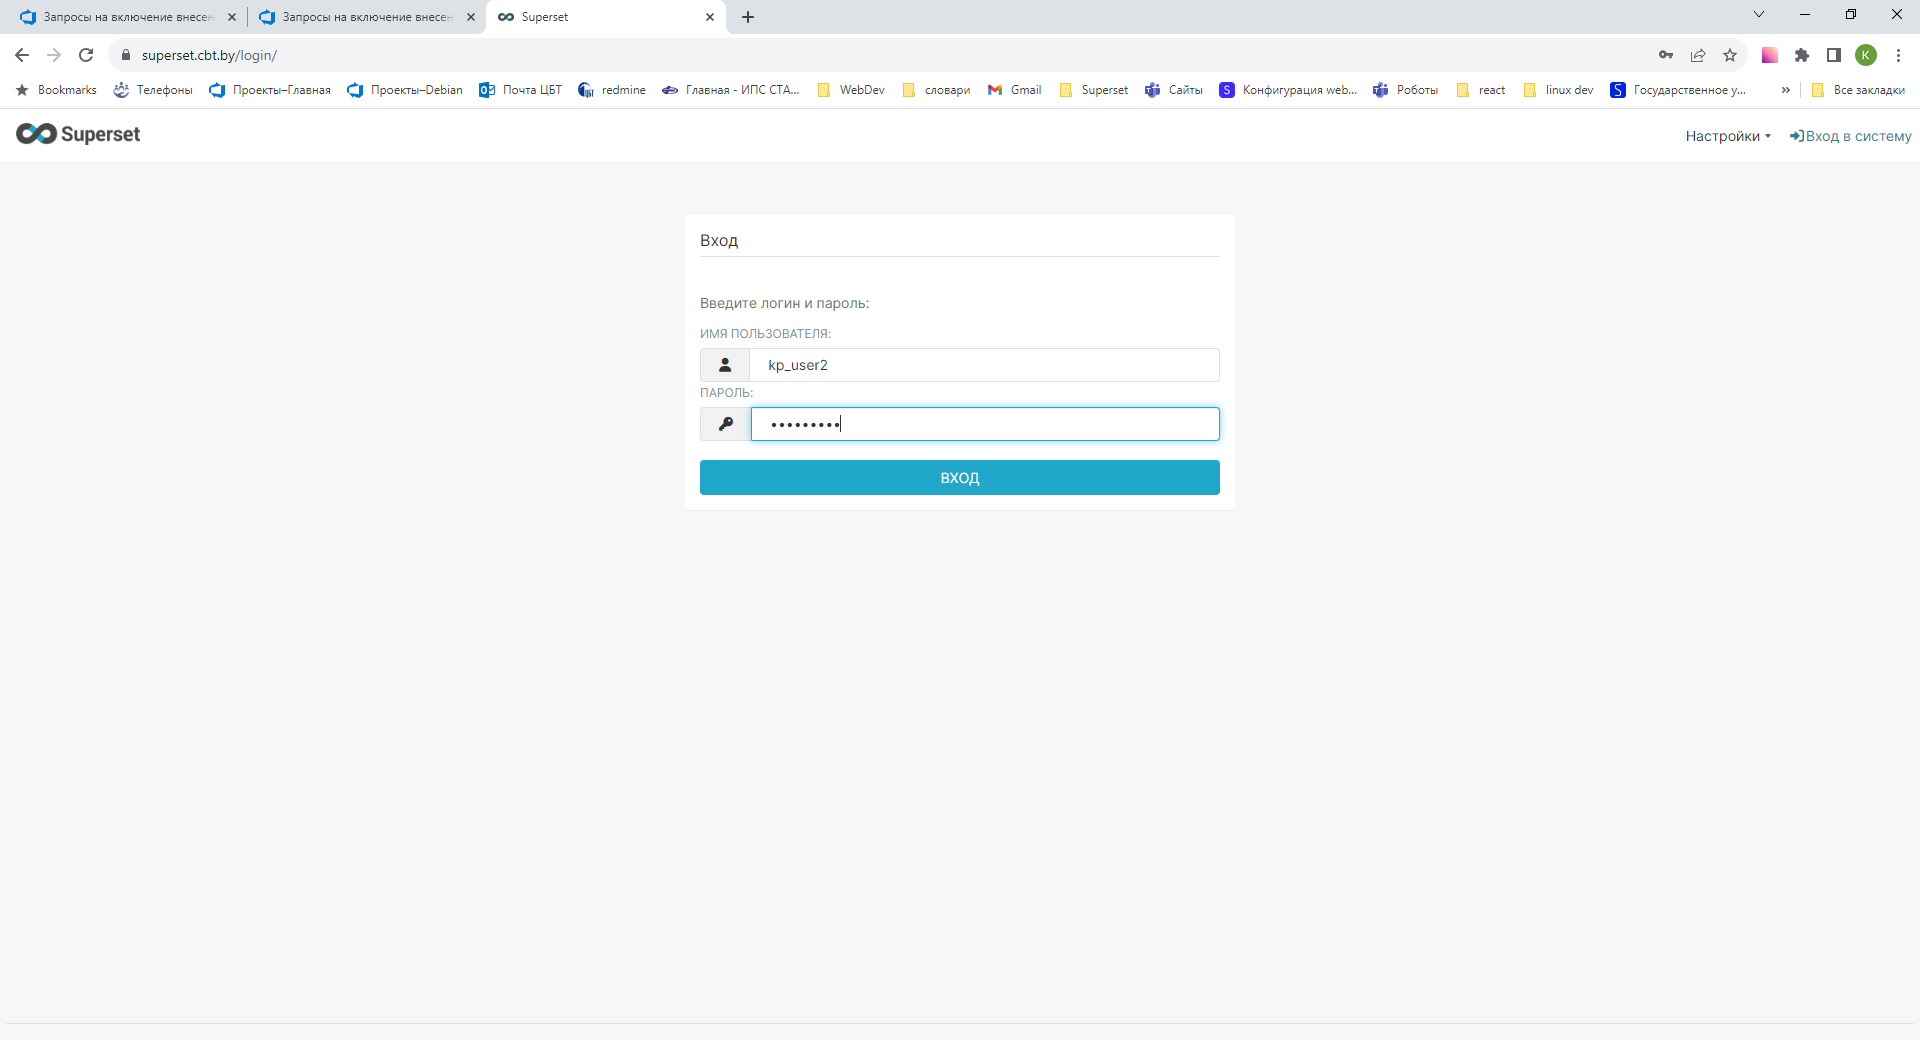 Запросы на включение внесен
Запросы на включение внесен
Superset
superset.cbt.by/login/
K
Bookmarks
Телефоны
Проекты–Главная
Проекты–Debian
Почта ЦБТ
redmine
Главная - ИПС СТА...
WebDev
словари
Gmail
Superset
Сайты
Конфигурация web...
Роботы
react
linux dev
Государственное у...
»
Все закладки
Superset
Настройки
Вход в систему
Вход
Введите логин и пароль:
ИМЯ ПОЛЬЗОВАТЕЛЯ:
kp_user2
ПАРОЛЬ:
•••••••••
ВХОД